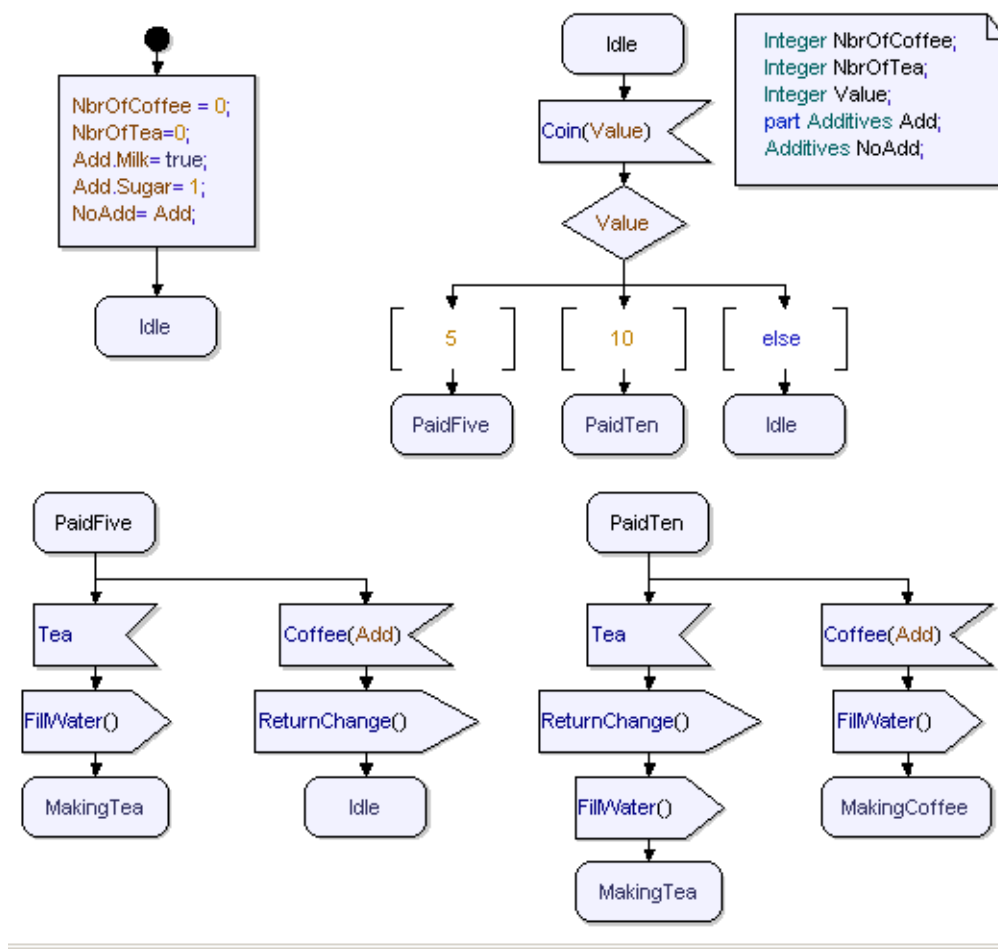 NbrOfCoffee = 0;
NbrOfTea=0;
Add.Milk= true;
Add.Sugar= 1;
NoAdd= Add;
Idle
Idle
Coin(Value)
Value
5
10
else
PaidFive
PaidTen
Idle
Integer NbrOfCoffee;
Integer NbrOfTea;
Integer Value;
part Additives Add;
Additives NoAdd;
PaidFive
Tea
Coffee(Add)
FillWater()
ReturnChange()
MakingTea
Idle
PaidTen
Tea
Coffee(Add)
ReturnChange()
FillWater()
FillWater()
MakingCoffee
MakingTea